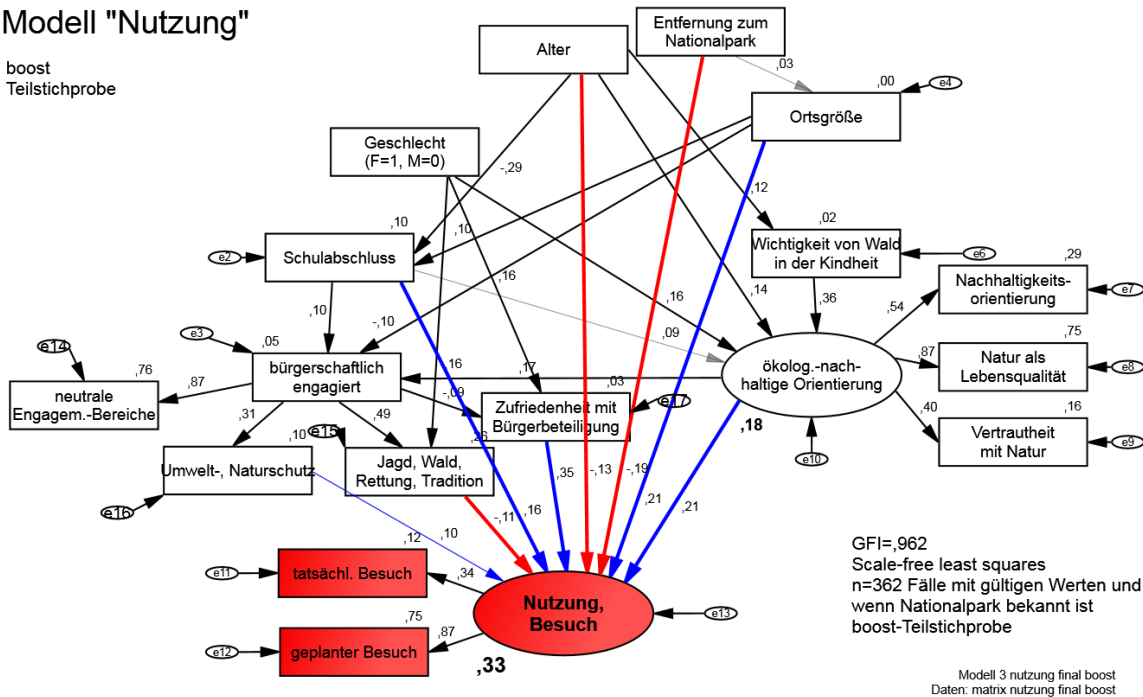 Modell "Nutzung"
boost
Teilstichprobe
Alter
Entfernung zum
Nationalpark
,03
,00
e4
Ortsgröße
Geschlecht
(F=1, M=0)
-,29
,12
,10
,10
,02
e2
Schulabschluss
Wichtigkeit von Wald
in der Kindheit
e6
,29
Nachhaltigkeits-
orientierung
e7
,16
,16
,14
,36
,54
,10
-,10
,09
e3
,05
e14
,76
bürgerschaftlich
engagiert
,16
,17
,03
ökolog.-nach-
haltige Orientierung
,87
,75
Natur als
Lebensqualität
e8
neutrale
Engagem.-Bereiche
,87
-,09
Zufriedenheit mit
Bürgerbeteiligung
e17
,31
,49
,40
,16
,18
e10
Vertrautheit
mit Natur
e9
e15
,10
,26
Umwelt-, Naturschutz
Jagd, Wald,
Rettung, Tradition
,35
-,13
-,19
e16
-,11
,16
,21
,21
,10
,12
e11
tatsächl. Besuch
,34
Nutzung,
Besuch
e13
,75
e12
geplanter Besuch
,87
,33
GFI=,962
Scale-free least squares
n=362 Fälle mit gültigen Werten und
wenn Nationalpark bekannt ist
boost-Teilstichprobe
Modell 3 nutzung final boost
Daten: matrix nutzung final boost